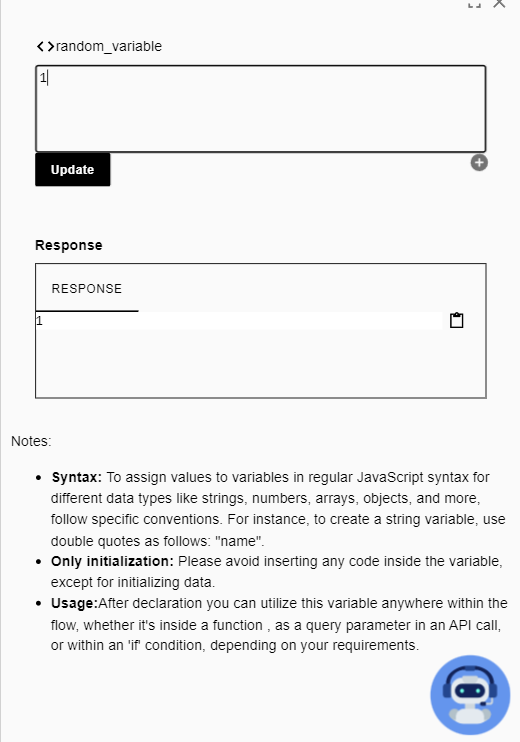 <>random_variable
1
Update
Response
RESPONSE
1
Notes:
• Syntax: To assign values to variables in regular JavaScript syntax for
different data types like strings, numbers, arrays, objects, and more,
follow specific conventions. For instance, to create a string variable, use
double quotes as follows: "name".
• Only initialization: Please avoid inserting any code inside the variable,
except for initializing data.
• Usage:After declaration you can utilize this variable anywhere within the
flow, whether it's inside a function , as a query parameter in an API call,
or within an 'if' condition, depending on your requirements.